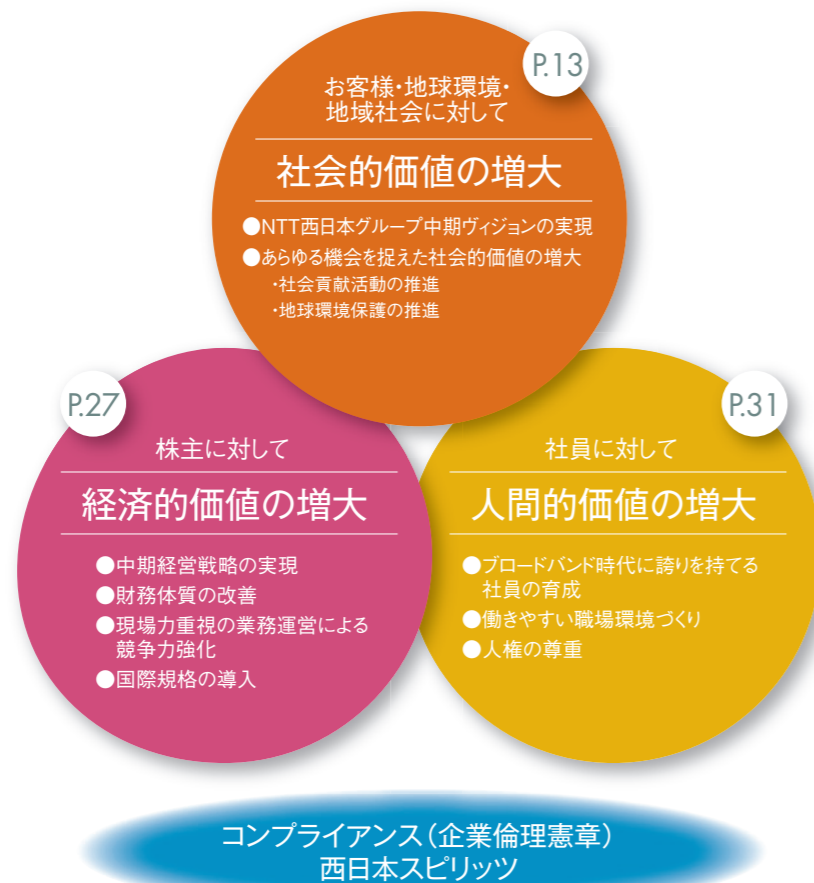 P.13
お客様・地球環境・
地域社会に対して
社会的価値の増大
●NTT西日本グループ中期ヴィジョンの実現
●あらゆる機会を捉えた社会的価値の増大
・社会貢献活動の推進
・地球環境保護の推進
P.27
株主に対して
経済的価値の増大
●中期経営戦略の実現
●財務体質の改善
●現場力重視の業務運営による
競争力強化
●国際規格の導入
P.31
社員に対して
人間的価値の増大
●ブロードバンド時代に誇りを持てる
社員の育成
●働きやすい職場環境づくり
●人権の尊重
コンプライアンス(企業倫理憲章)
西日本スピリッツ